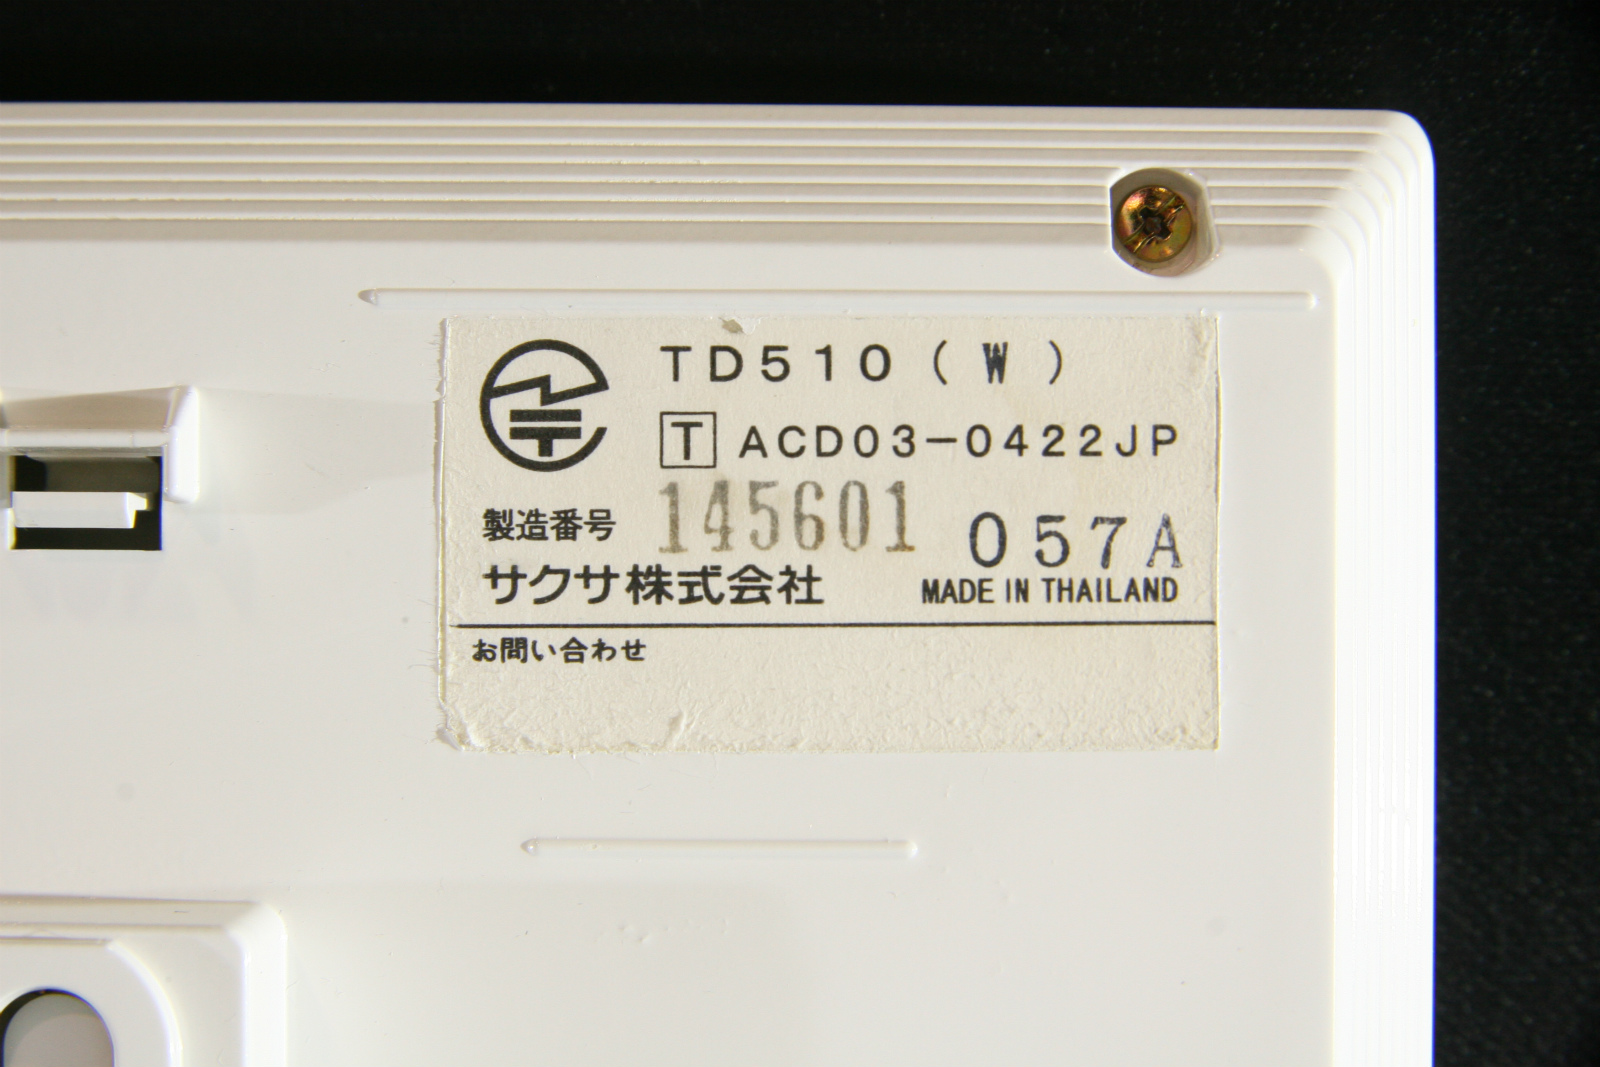 TD510(W)
T ACD03-0422JP
製造番号 145601 057A
サクサ株式会社 MADE IN THAILAND
お問い合わせ